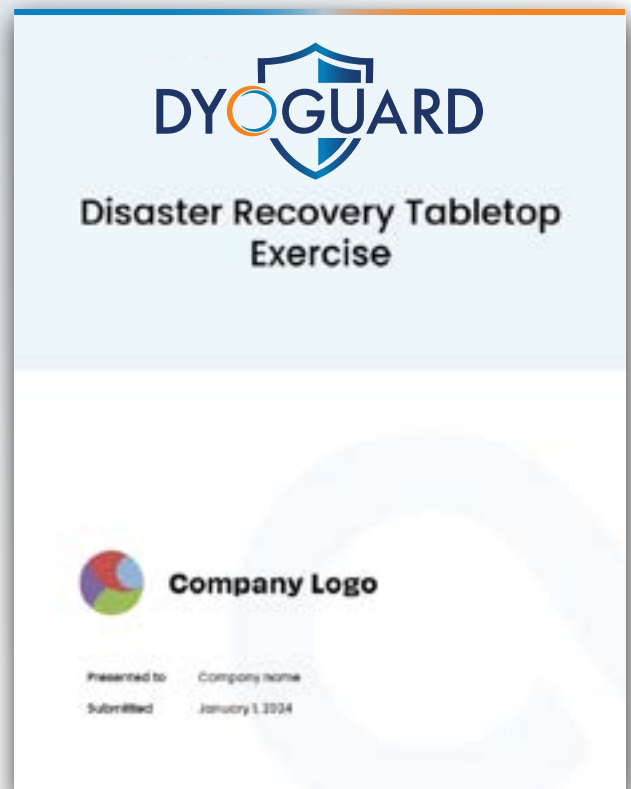 DYOGUARD
Disaster Recovery Tabletop
Exercise
Company Logo
Presented to Company name
Submitted January 1, 2024